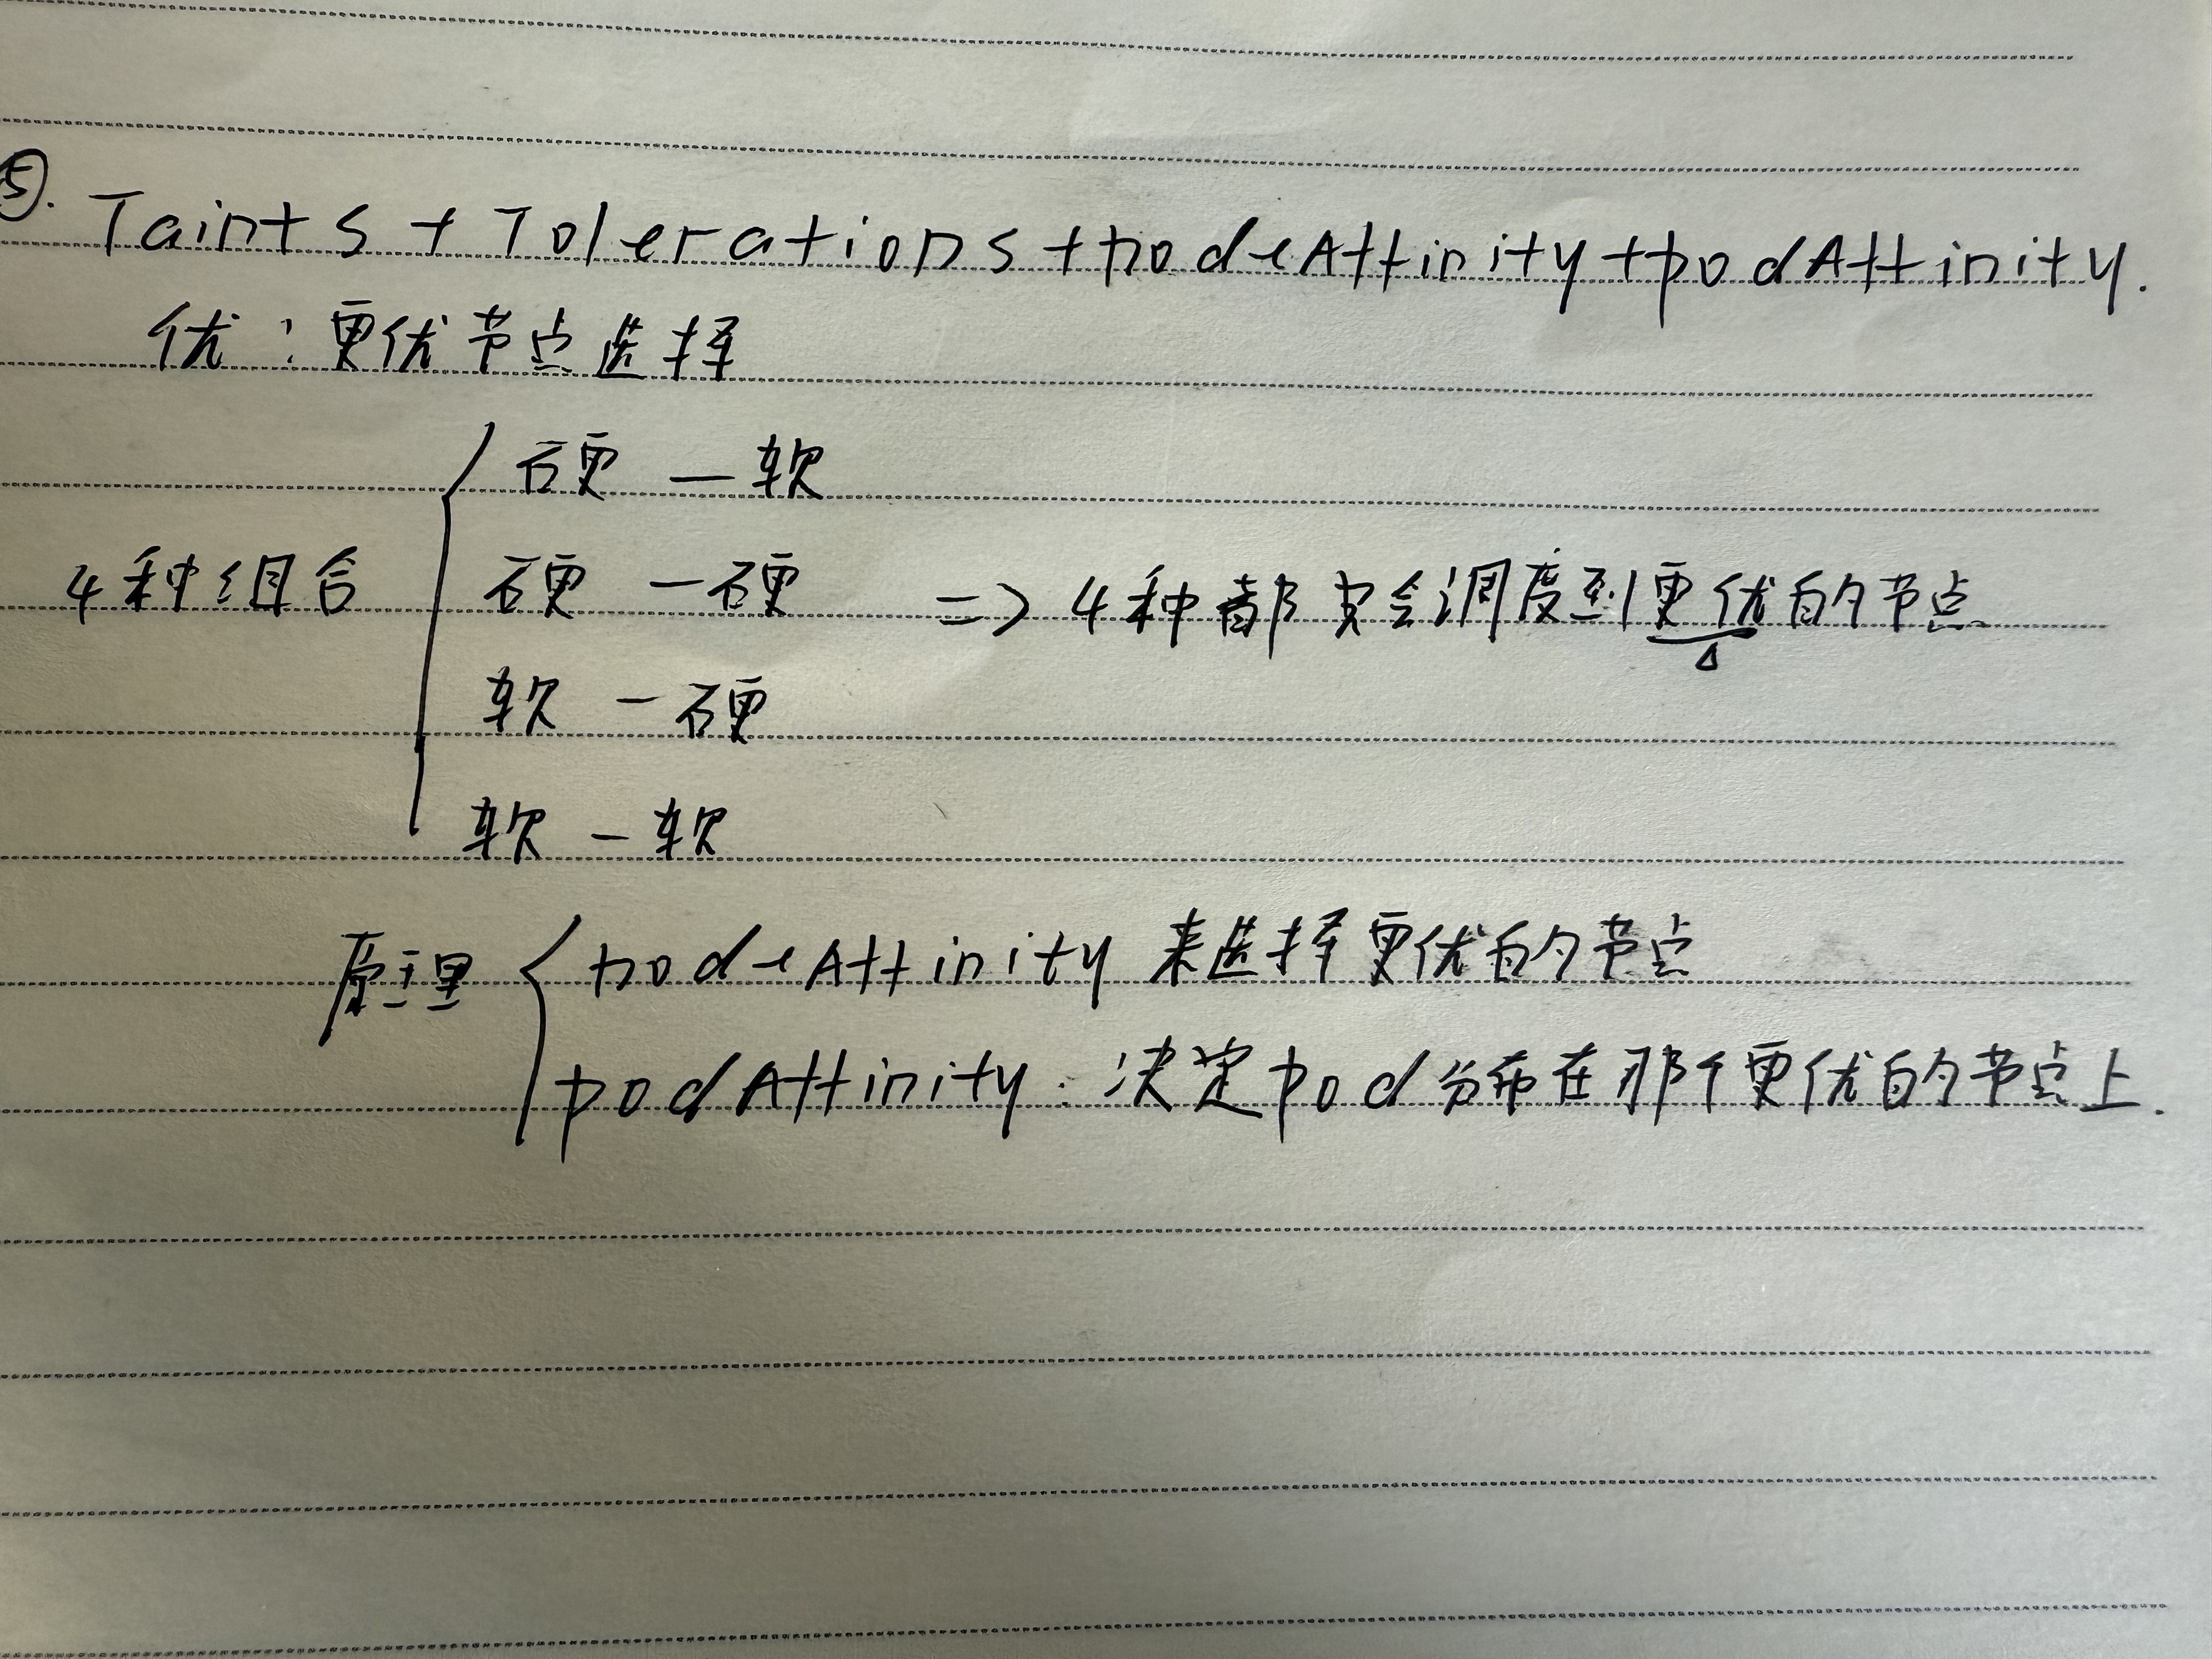 ⑤. Taints + Tolerations + nodeAffinity + podAffinity.
优：更优节点选择
硬 — 软
4种组合 硬 — 硬 => 4种都会调度到更优的节点
软 — 硬
软 — 软
原理 nodeAffinity 来选择更优的节点
podAffinity: 决定pod分布在那个更优的节点上.